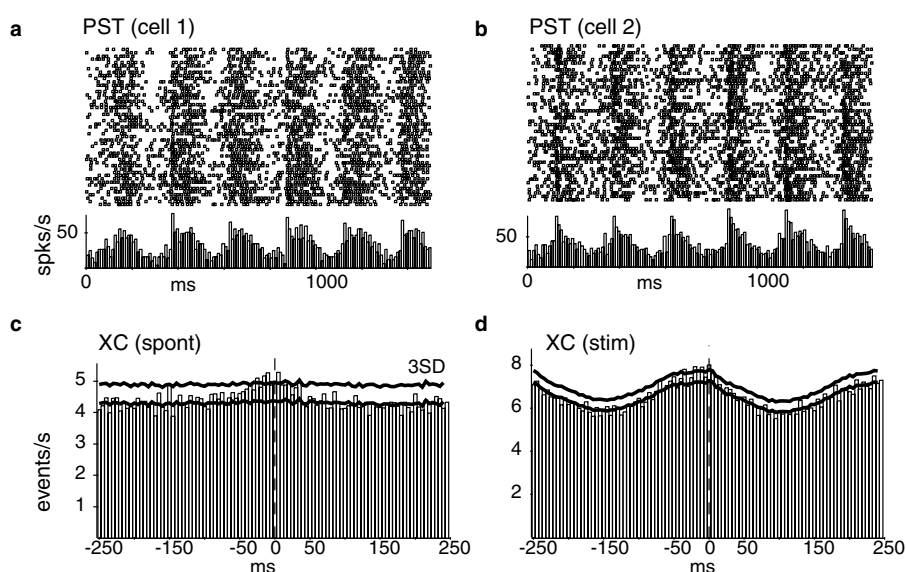 a
PST (cell 1)
b
PST (cell 2)
spks/s
50
0
ms
1000
50
0
ms
1000
c
XC (spont)
3SD
events/s
5
4
3
2
1
-250
-150
-50
0
50
150
250
ms
d
XC (stim)
8
6
4
2
-250
-150
-50
0
50
150
250
ms